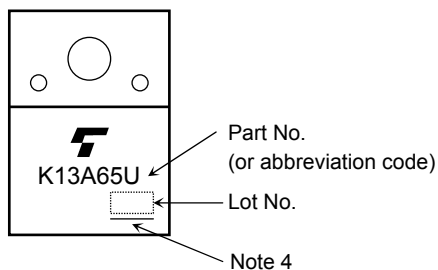 Part No.
(or abbreviation code)
K13A65U
Lot No.
Note 4